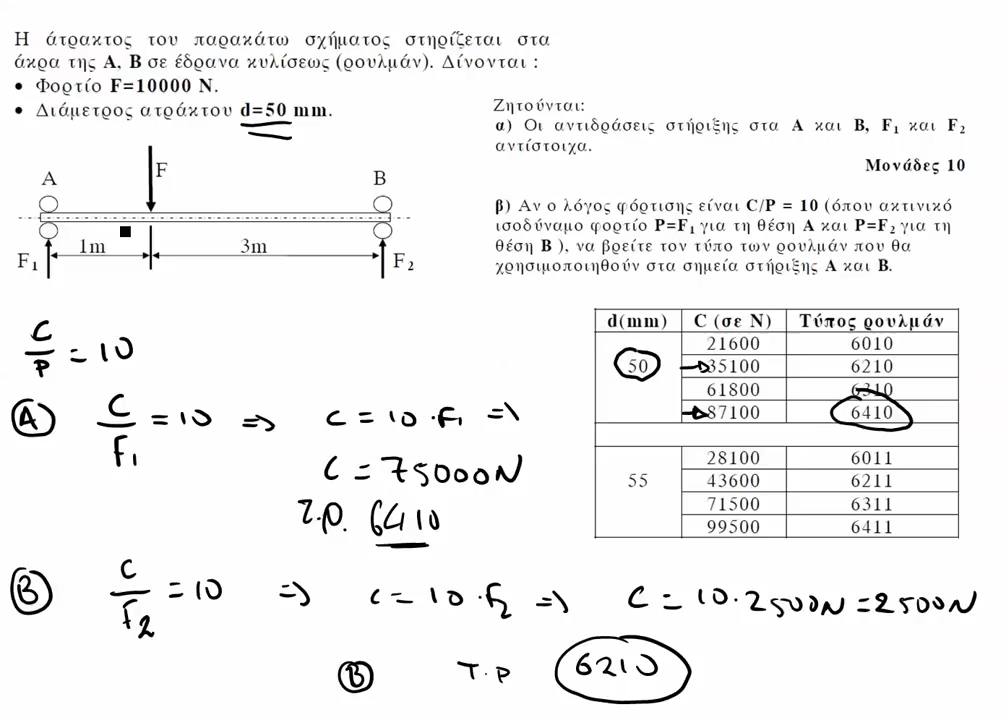 Η άτρακτος του παρακάτω σχήματος στηρίζεται στα
άκρα της Α, Β σε έδρανα κυλίσεως (ρουλμάν). Δίνονται :
• Φορτίο F=10000 N.
• Διάμετρος ατράκτου d=50 mm.
Ζητούνται:
α) Οι αντιδράσεις στήριξης στα Α και Β, F1 και F2
αντίστοιχα.
Μονάδες 10
β) Αν ο λόγος φόρτισης είναι C/P = 10 (όπου ακτινικό
ισοδύναμο φορτίο P=F1 για τη θέση Α και P=F2 για τη
θέση Β ), να βρείτε τον τύπο των ρουλμάν που θα
χρησιμοποιηθούν στα σημεία στήριξης Α και Β.
A F B
1m 3m
F1 F2
d(mm) C (σε N) Τύπος ρουλμάν
21600 6010
50 35100 6210
61800 6310
87100 6410
28100 6011
55 43600 6211
71500 6311
99500 6411
C/P = 10
A C/F1 = 10 => C = 10·F1 =>
C = 75000N
τ.ρ. 6410
B C/F2 = 10 => C = 10·F2 => C = 10·2500N = 2500N
B Τ.Ρ 6210